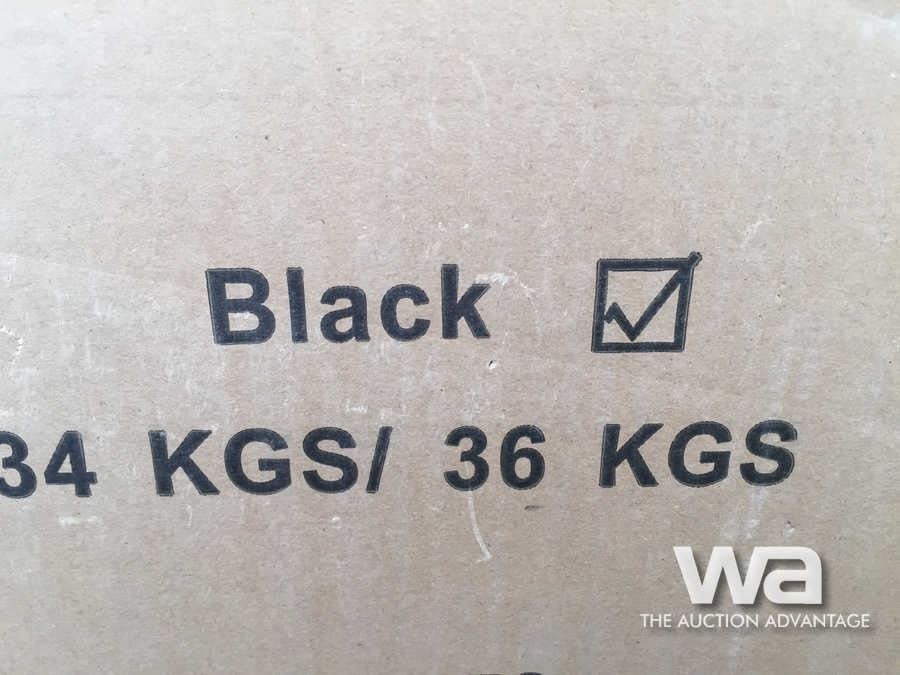 Black ☑
34 KGS/ 36 KGS
wa
THE AUCTION ADVANTAGE